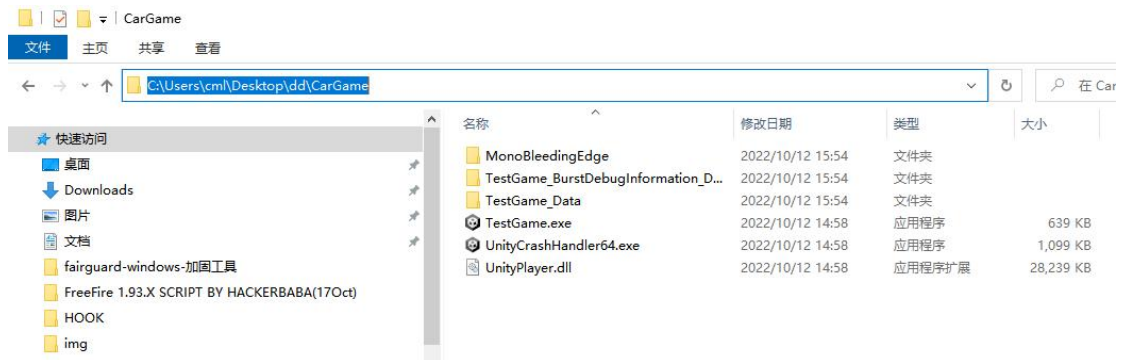 CarGame
文件 主页 共享 查看
C:\Users\cml\Desktop\dd\CarGame 在 Car
名称 修改日期 类型 大小
快速访问
桌面
Downloads
图片
文档
fairguard-windows-加固工具
FreeFire 1.93.X SCRIPT BY HACKERBABA(17Oct)
HOOK
img
MonoBleedingEdge 2022/10/12 15:54 文件夹
TestGame_BurstDebugInformation_D... 2022/10/12 15:54 文件夹
TestGame_Data 2022/10/12 15:54 文件夹
TestGame.exe 2022/10/12 14:58 应用程序 639 KB
UnityCrashHandler64.exe 2022/10/12 14:58 应用程序 1,099 KB
UnityPlayer.dll 2022/10/12 14:58 应用程序扩展 28,239 KB